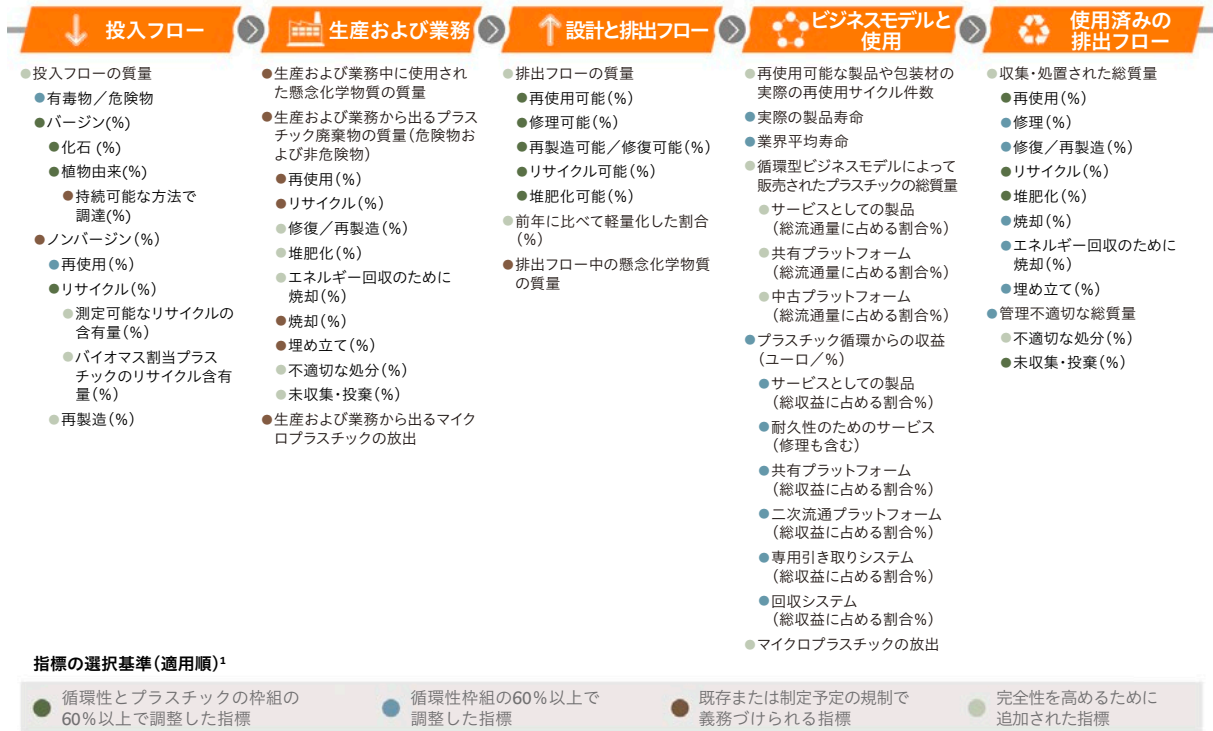 投入フロー
生産および業務
設計と排出フロー
ビジネスモデルと
使用
使用済みの
排出フロー
投入フローの質量
有毒物／危険物
バージン(%)
化石 (%)
植物由来(%)
持続可能な方法で
調達(%)
ノンバージン(%)
再使用(%)
リサイクル(%)
測定可能なリサイクルの
含有量(%)
バイオマス割当プラス
チックのリサイクル含有
量(%)
再製造(%)
生産および業務中に使用され
た懸念化学物質の質量
生産および業務から出るプラス
チック廃棄物の質量(危険物お
よび非危険物)
再使用(%)
リサイクル(%)
修復／再製造(%)
堆肥化(%)
エネルギー回収のために
焼却(%)
焼却(%)
埋め立て(%)
不適切な処分(%)
未収集・投棄(%)
生産および業務から出るマイク
ロプラスチックの放出
排出フローの質量
再使用可能(%)
修理可能(%)
再製造可能／修復可能(%)
リサイクル可能(%)
堆肥化可能(%)
前年に比べて軽量化した割合
(%)
排出フロー中の懸念化学物質
の質量
再使用可能な製品や包装材の
実際の再使用サイクル件数
実際の製品寿命
業界平均寿命
循環型ビジネスモデルによって
販売されたプラスチックの総質量
サービスとしての製品
(総流通量に占める割合%)
共有プラットフォーム
(総流通量に占める割合%)
中古プラットフォーム
(総流通量に占める割合%)
プラスチック循環からの収益
(ユーロ／%)
サービスとしての製品
(総収益に占める割合%)
耐久性のためのサービス
(修理も含む)
共有プラットフォーム
(総収益に占める割合%)
二次流通プラットフォーム
(総収益に占める割合%)
専用引き取りシステム
(総収益に占める割合%)
回収システム
(総収益に占める割合%)
マイクロプラスチックの放出
収集・処置された総質量
再使用(%)
修理(%)
修復／再製造(%)
リサイクル(%)
堆肥化(%)
焼却(%)
エネルギー回収のために
焼却(%)
埋め立て(%)
管理不適切な総質量
不適切な処分(%)
未収集・投棄(%)
指標の選択基準(適用順)¹
循環性とプラスチックの枠組の
60%以上で調整した指標
循環性枠組の60%以上で
調整した指標
既存または制定予定の規制で
義務づけられる指標
完全性を高めるために
追加された指標